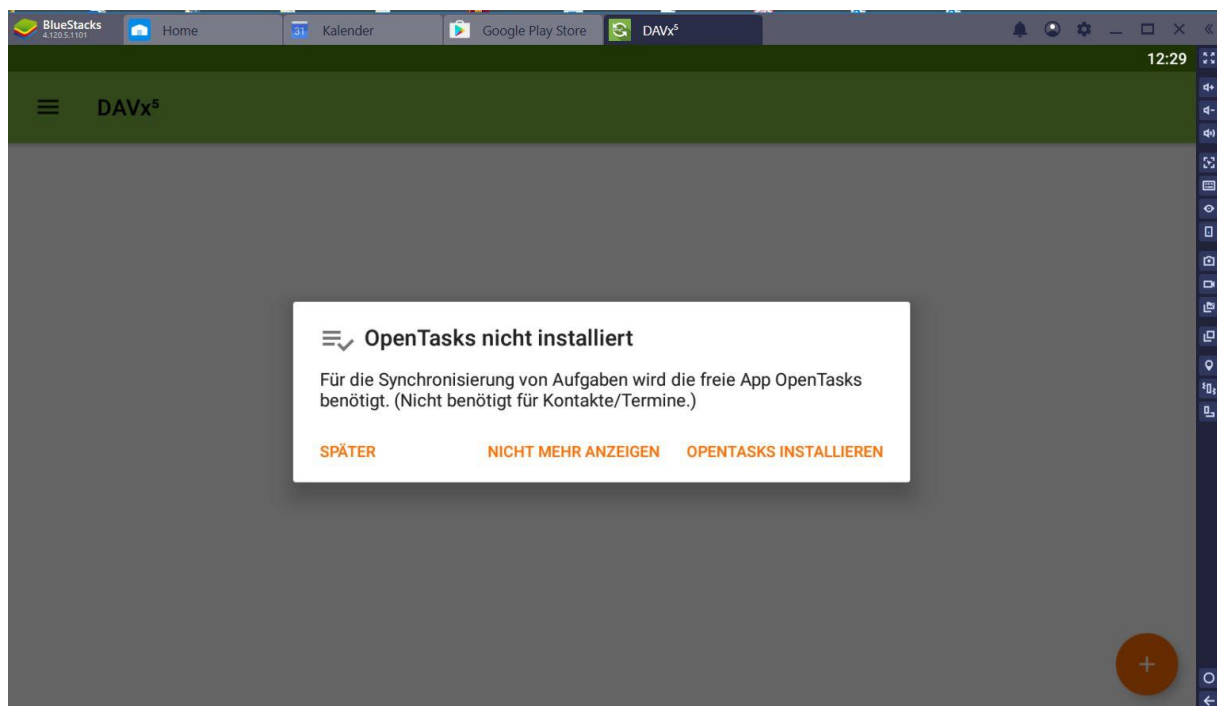 BlueStacks
4.120.5.1101
Home
31 Kalender
Google Play Store
DAVx⁵
12:29
DAVx⁵
OpenTasks nicht installiert
Für die Synchronisierung von Aufgaben wird die freie App OpenTasks
benötigt. (Nicht benötigt für Kontakte/Termine.)
SPÄTER NICHT MEHR ANZEIGEN OPENTASKS INSTALLIEREN